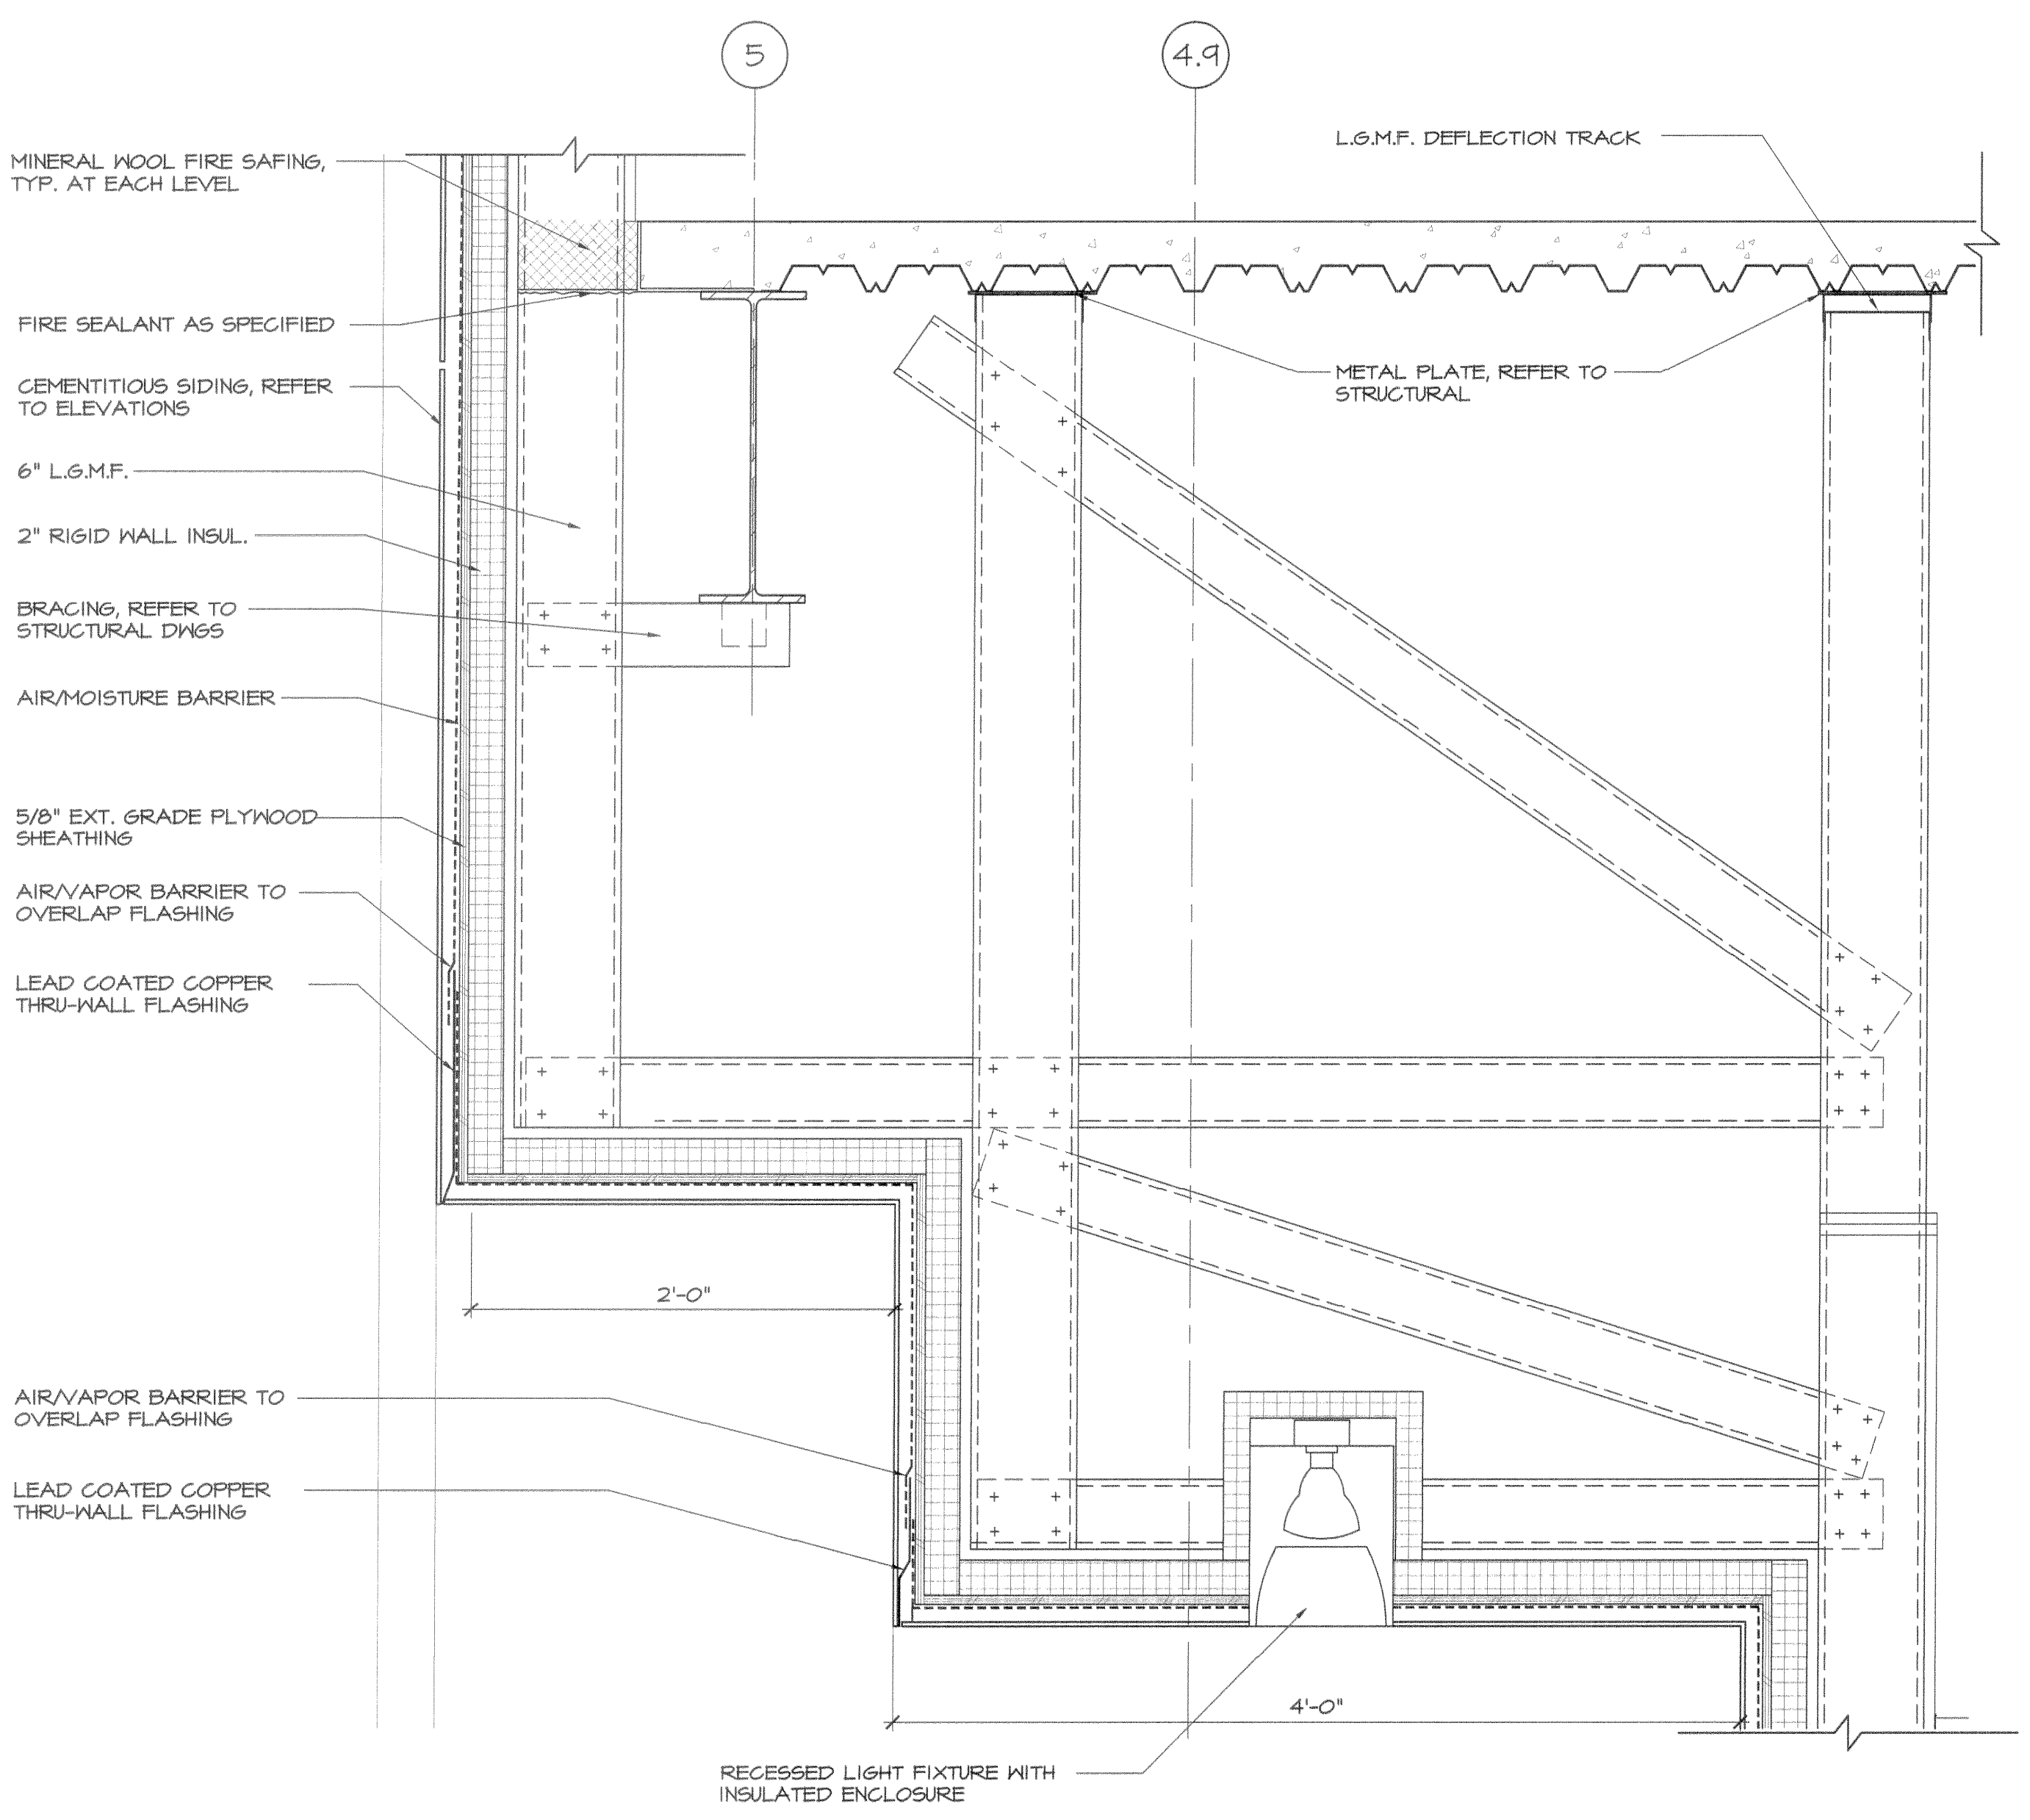 5
4.9
L.G.M.F. DEFLECTION TRACK
MINERAL WOOL FIRE SAFING,
TYP. AT EACH LEVEL
FIRE SEALANT AS SPECIFIED
METAL PLATE, REFER TO
STRUCTURAL
CEMENTITIOUS SIDING, REFER
TO ELEVATIONS
6" L.G.M.F.
2" RIGID WALL INSUL.
BRACING, REFER TO
STRUCTURAL DWGS
AIR/MOISTURE BARRIER
5/8" EXT. GRADE PLYWOOD
SHEATHING
AIR/VAPOR BARRIER TO
OVERLAP FLASHING
LEAD COATED COPPER
THRU-WALL FLASHING
2'-0"
AIR/VAPOR BARRIER TO
OVERLAP FLASHING
LEAD COATED COPPER
THRU-WALL FLASHING
4'-0"
RECESSED LIGHT FIXTURE WITH
INSULATED ENCLOSURE